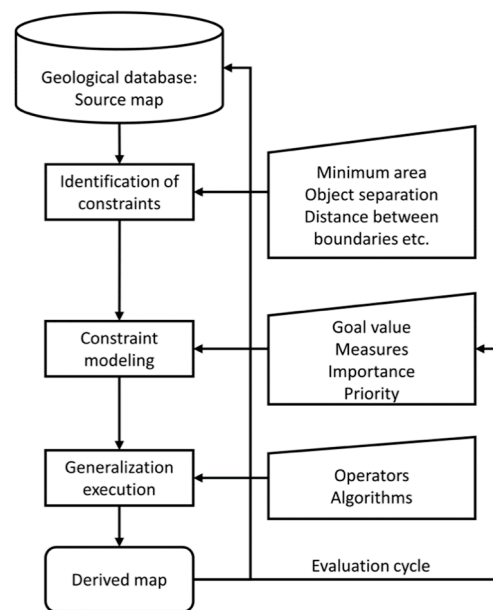 Geological database:
Source map
Identification of
constraints
Minimum area
Object separation
Distance between
boundaries etc.
Constraint
modeling
Goal value
Measures
Importance
Priority
Generalization
execution
Operators
Algorithms
Derived map
Evaluation cycle